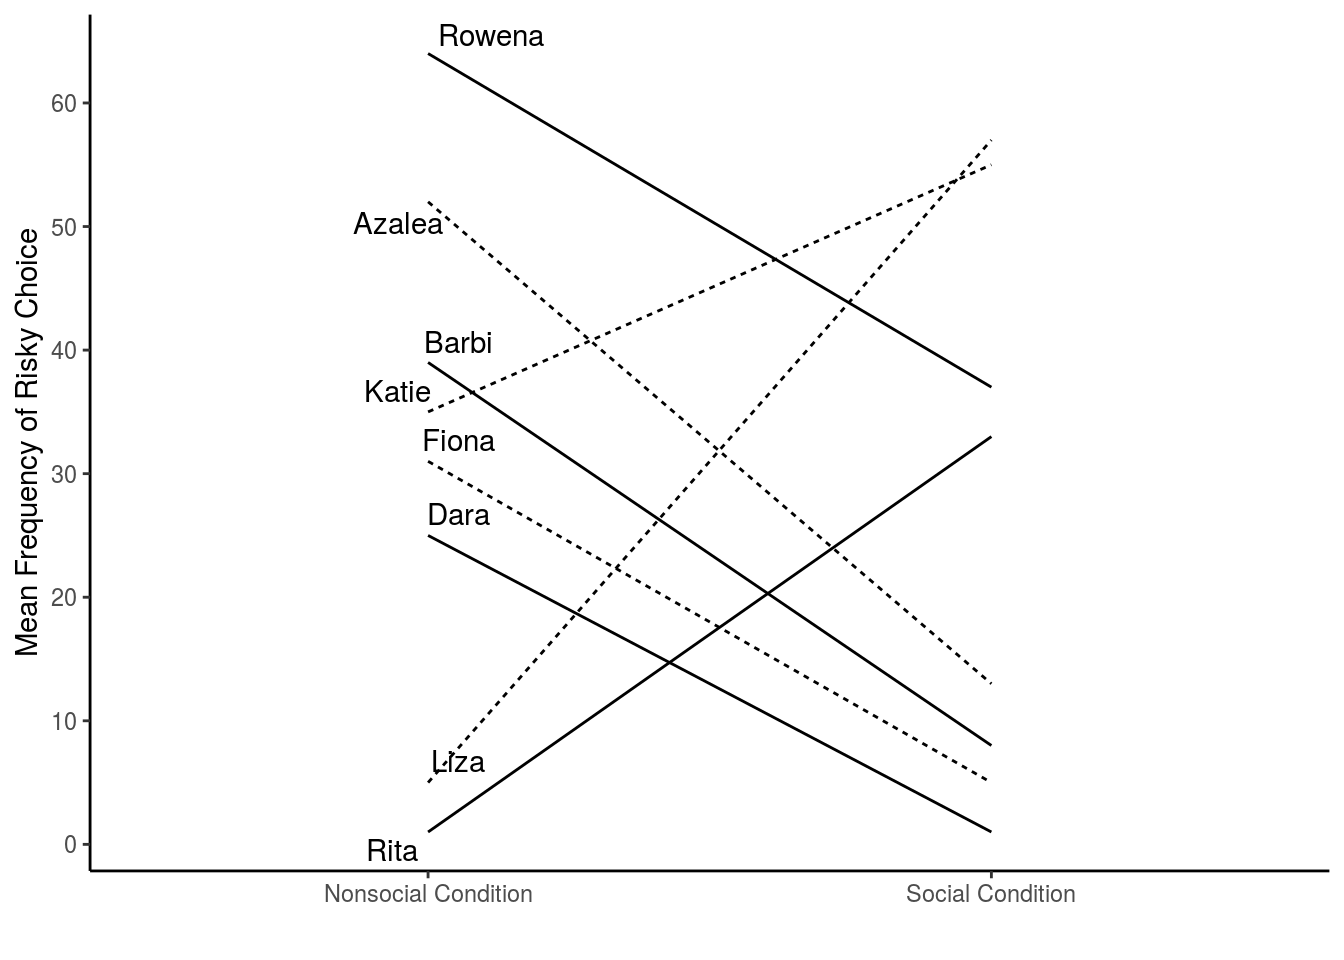 Rowena
60
Azalea
50
Barbi
40
Katie
Fiona
30
Dara
20
10
Liza
0
Rita
Mean Frequency of Risky Choice
Nonsocial Condition
Social Condition